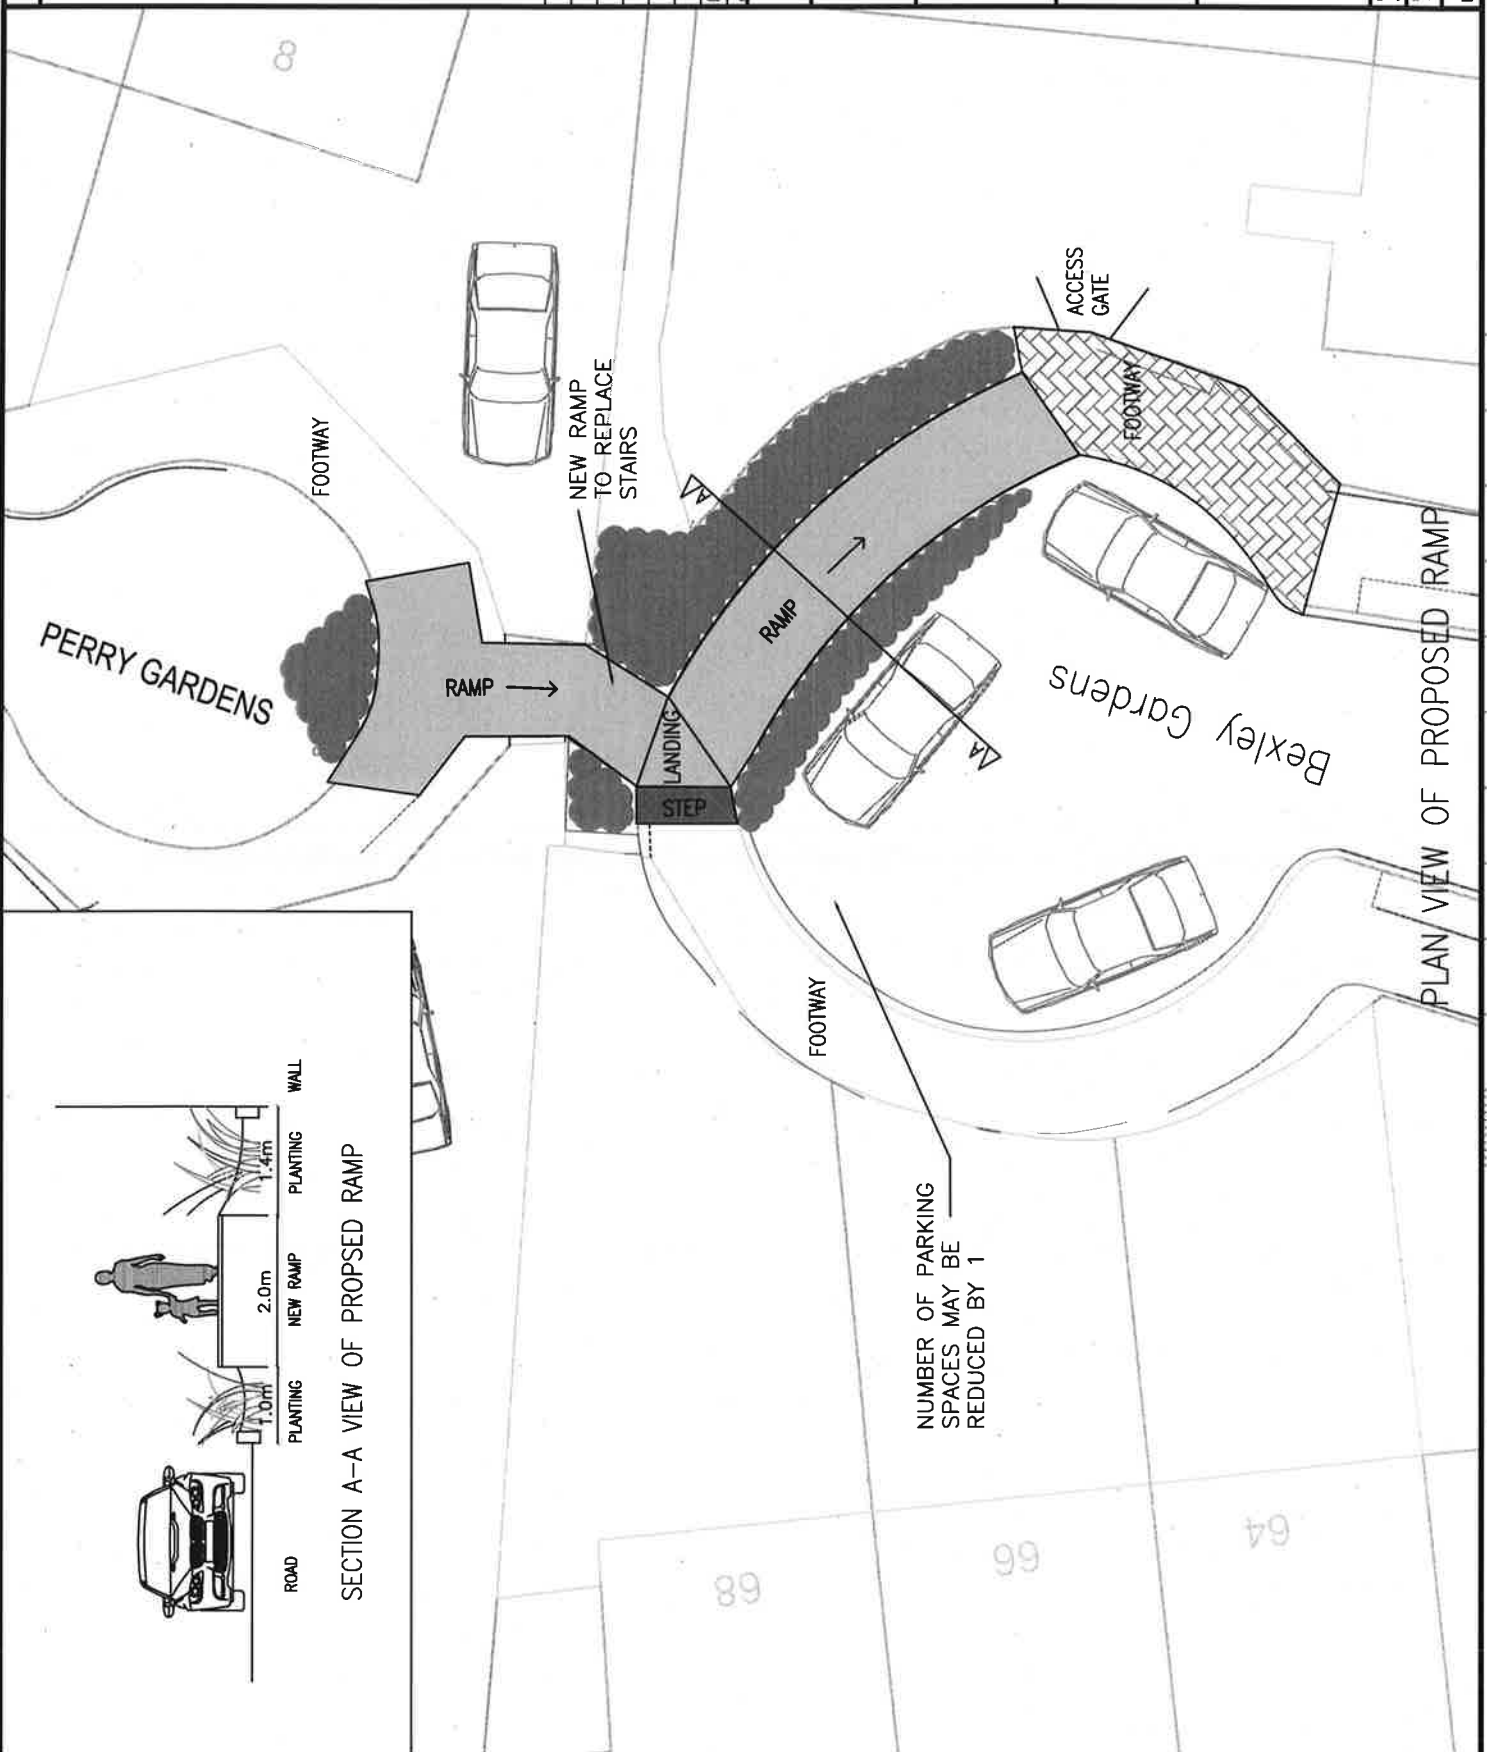 8
PERRY GARDENS
FOOTWAY
NEW RAMP
TO REPLACE
STAIRS
RAMP
LANDING
STEP
RAMP
A
A
ACCESS
GATE
FOOTWAY
Bexley Gardens
FOOTWAY
NUMBER OF PARKING
SPACES MAY BE
REDUCED BY 1
68
66
64
PLAN VIEW OF PROPOSED RAMP
1.0m
2.0m
1.4m
ROAD
PLANTING
NEW RAMP
PLANTING
WALL
SECTION A-A VIEW OF PROPSED RAMP